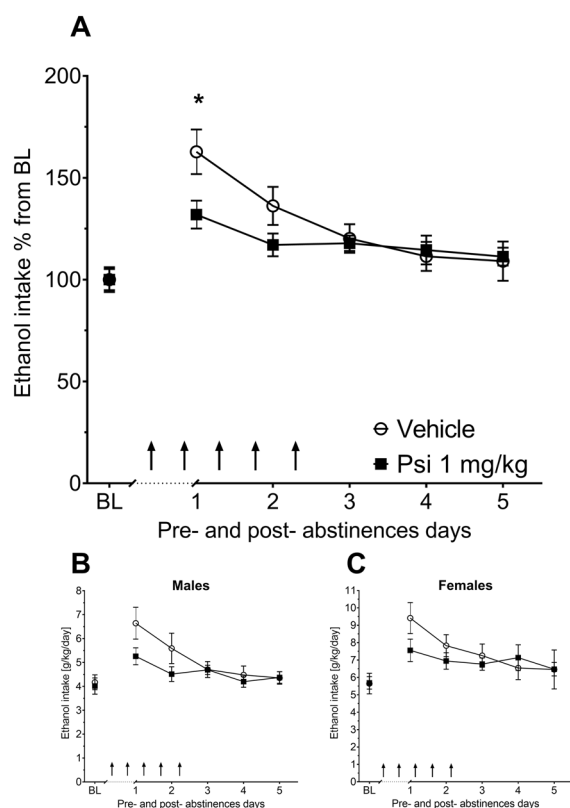 A
Ethanol intake % from BL
200
150
100
50
0
*
Vehicle
Psi 1 mg/kg
BL 1 2 3 4 5
Pre- and post- abstinences days
B
Males
Ethanol intake [g/kg/day]
8
7
6
5
4
3
2
1
0
BL 1 2 3 4 5
Pre- and post- abstinences days
C
Females
Ethanol intake [g/kg/day]
11
10
9
8
7
6
5
4
3
2
1
0
BL 1 2 3 4 5
Pre- and post- abstinences days